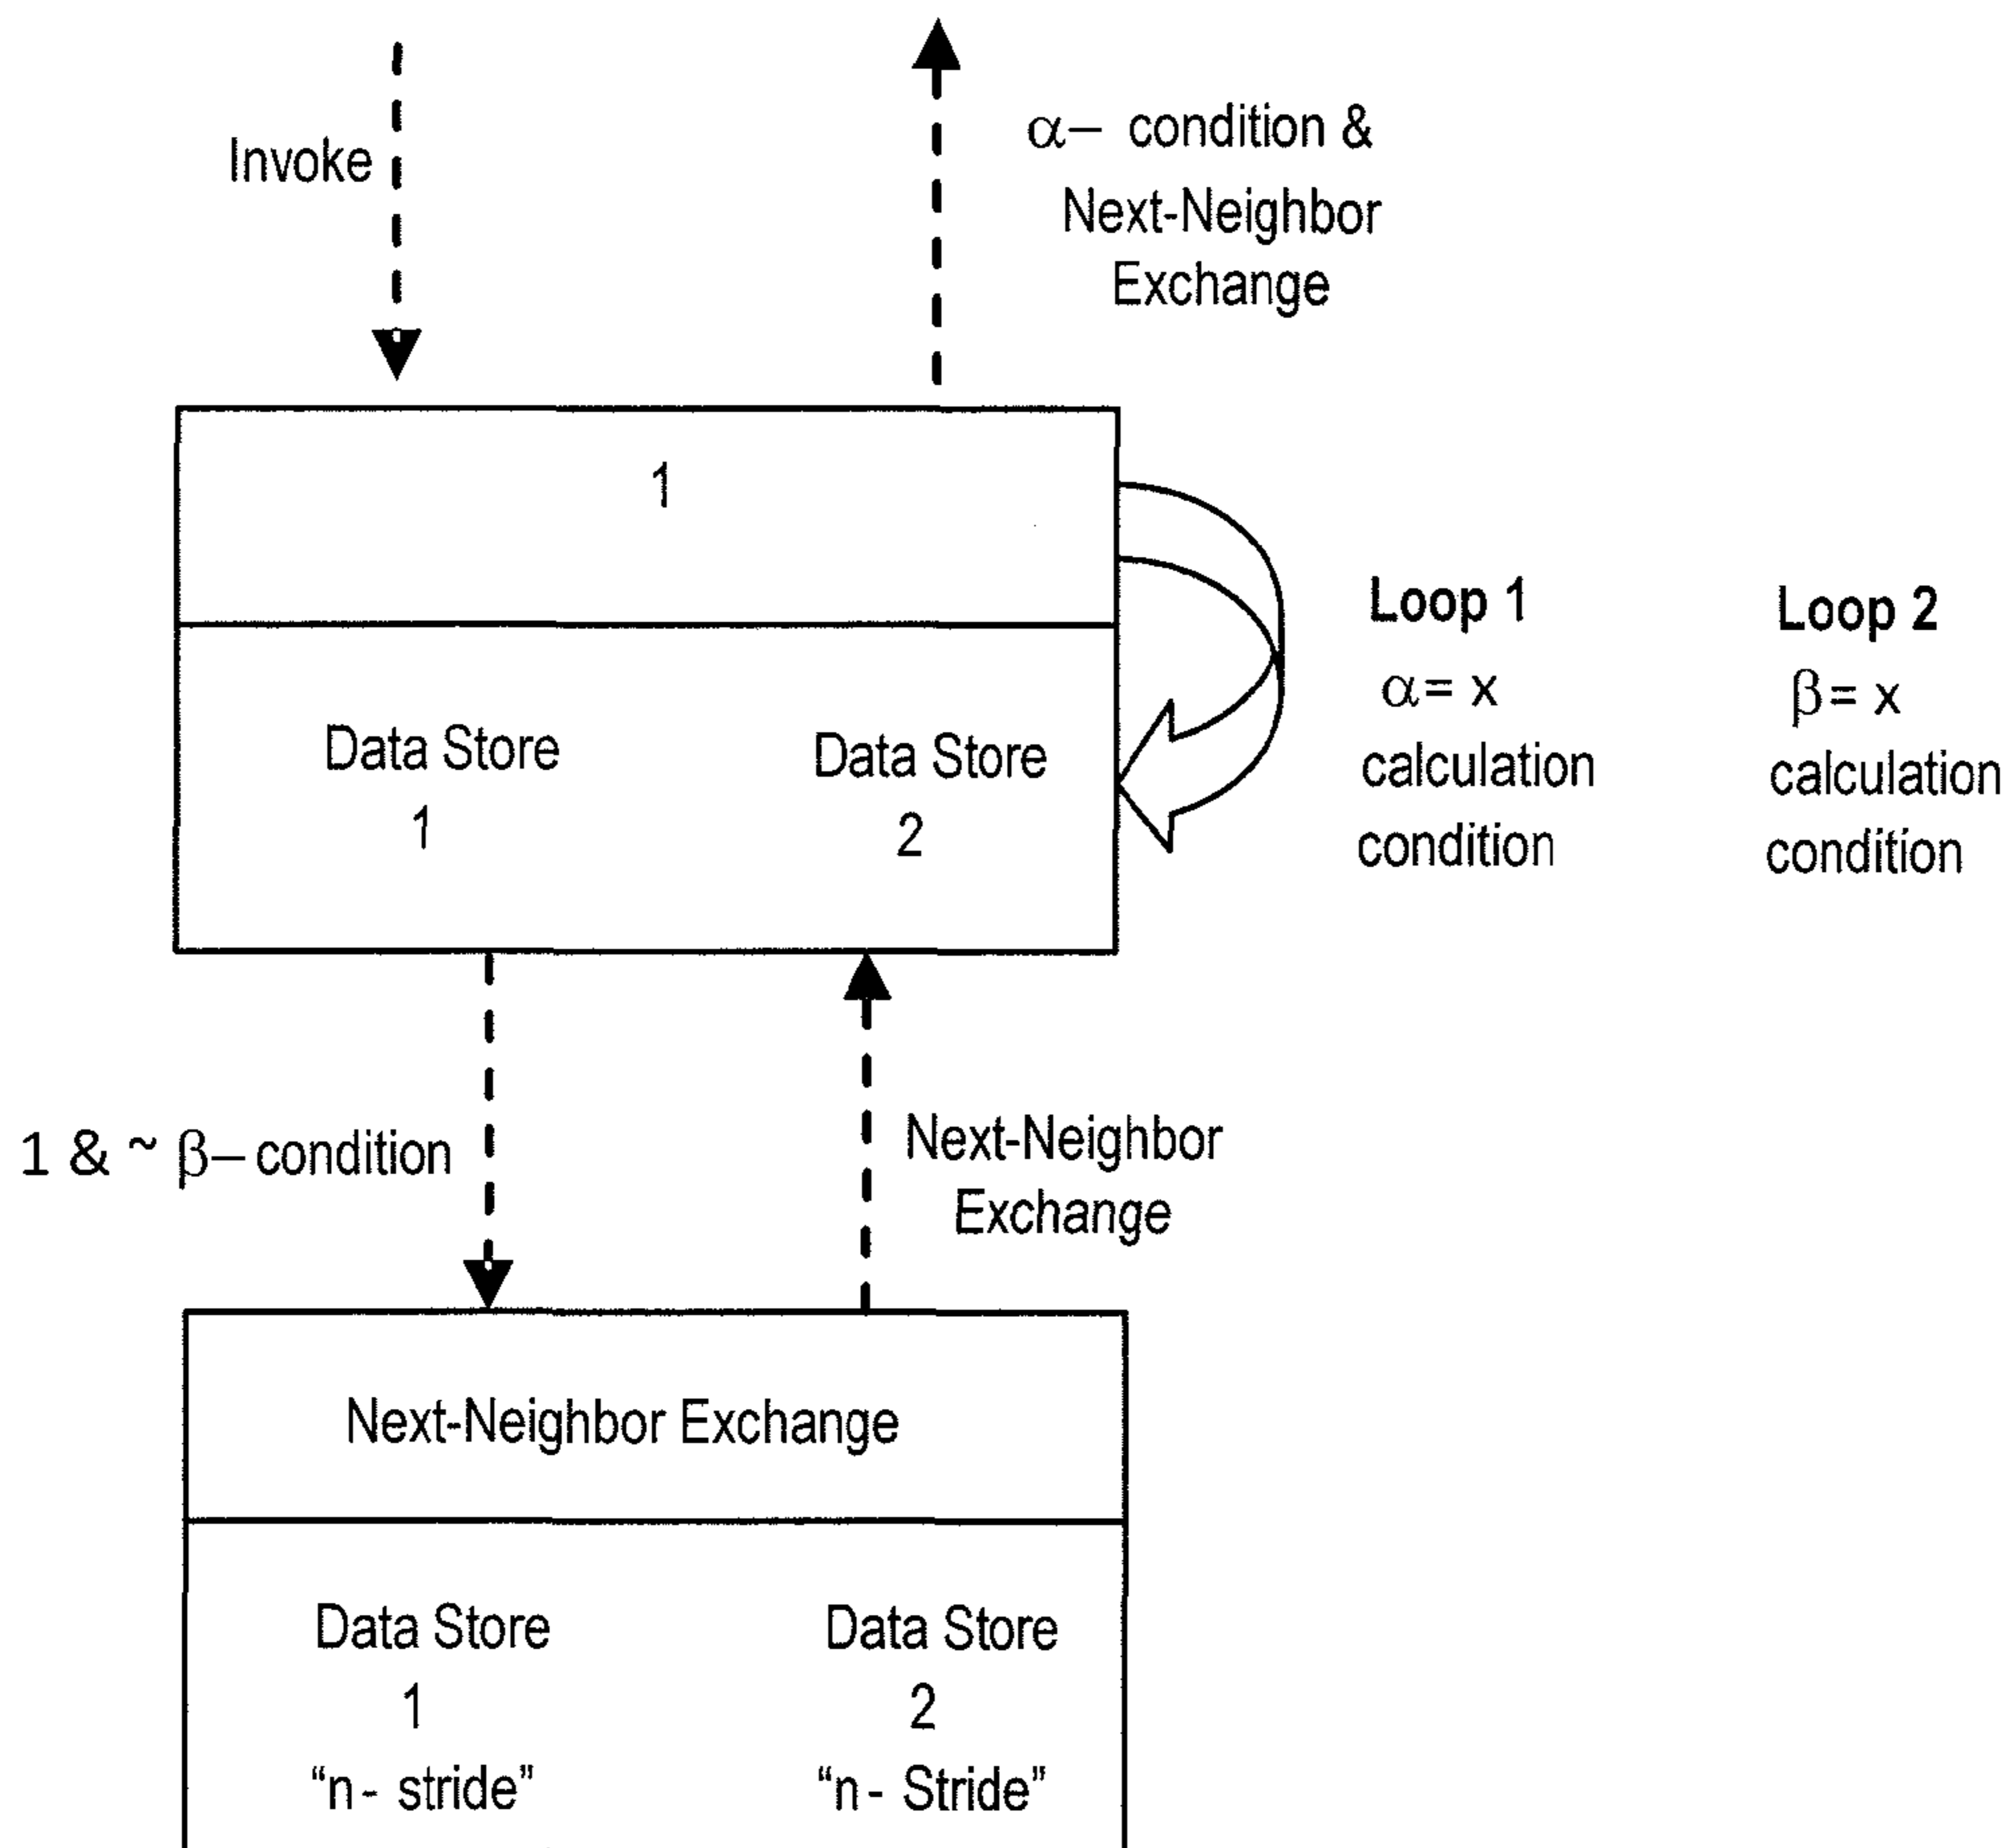 Invoke
α– condition &
Next-Neighbor
Exchange
1
Loop 1
α= x
calculation
condition
Loop 2
β= x
calculation
condition
Data Store
1
Data Store
2
1 & ~ β– condition
Next-Neighbor
Exchange
Next-Neighbor Exchange
Data Store
1
“n- stride”
Data Store
2
“n- Stride”